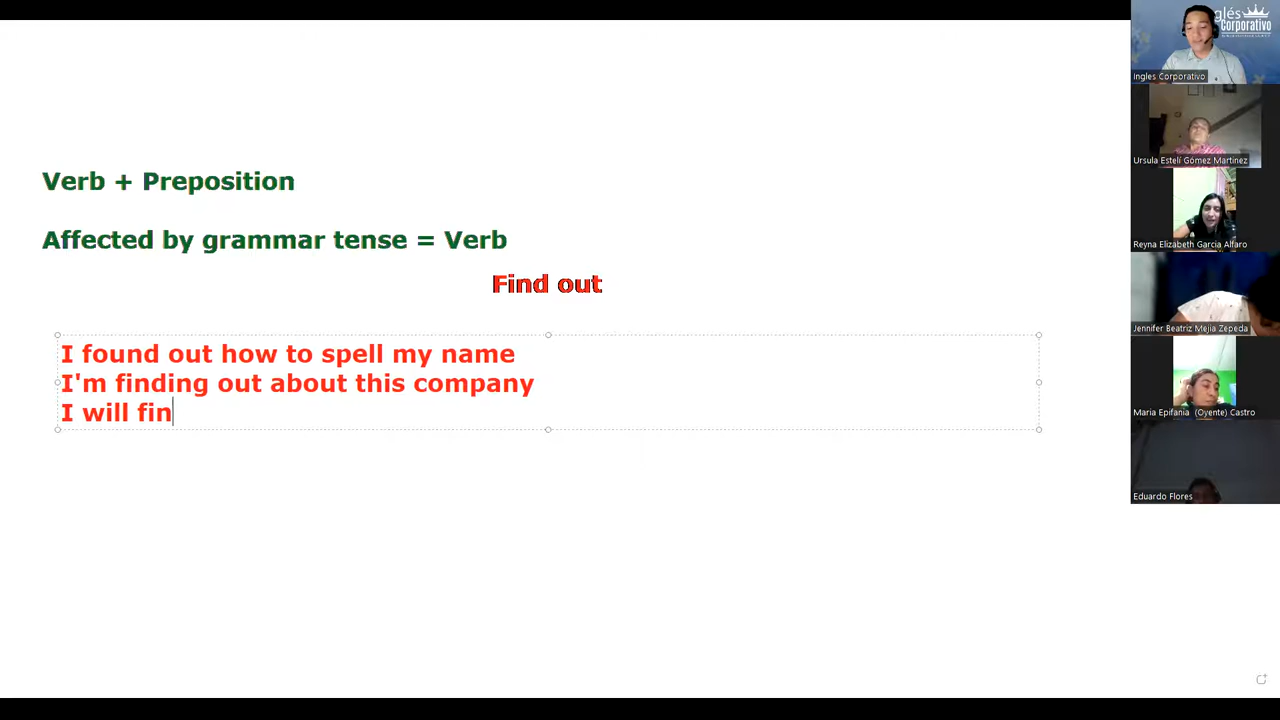 Verb + Preposition
Affected by grammar tense = Verb
Find out
I found out how to spell my name
I'm finding out about this company
I will fin
glés
Corporativo
Ingles Corporativo
Ursula Estelí Gómez Martinez
Reyna Elizabeth Garcia Alfaro
Jennifer Beatriz Mejia Zepeda
Maria Epifania (Oyente) Castro
Eduardo Flores